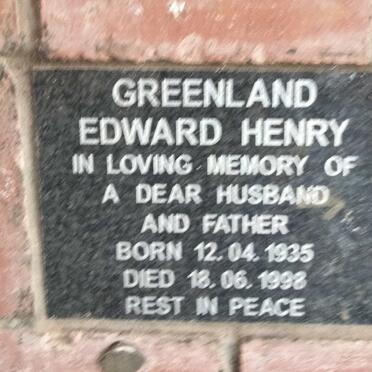 GREENLAND
EDWARD HENRY
IN LOVING MEMORY OF
A DEAR HUSBAND
AND FATHER
BORN 12.04.1935
DIED 18.06.1998
REST IN PEACE